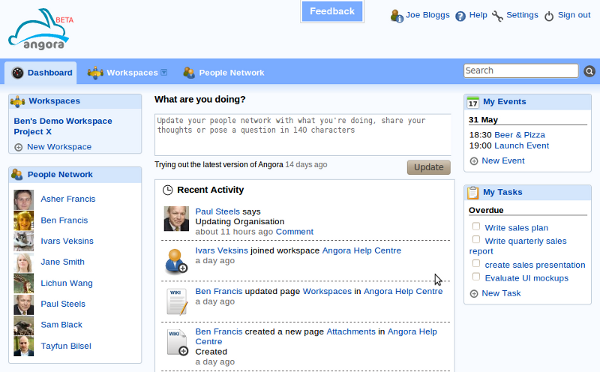 BETA
angora
Feedback
Joe Bloggs
Help
Settings
Sign out
Dashboard
Workspaces
People Network
Search
Workspaces
Ben's Demo Workspace
Project X
New Workspace
People Network
Asher Francis
Ben Francis
Ivars Veksins
Jane Smith
Lichun Wang
Paul Steels
Sam Black
Tayfun Bilsel
What are you doing?
Update your people network with what you're doing, share your
thoughts or pose a question in 140 characters
Trying out the latest version of Angora 14 days ago
Update
Recent Activity
Paul Steels says
Updating Organisation
about 11 hours ago Comment
Ivars Veksins joined workspace Angora Help Centre
a day ago
WIKI
Ben Francis updated page Workspaces in Angora Help Centre
a day ago
WIKI
Ben Francis created a new page Attachments in Angora Help
Centre
Created
a day ago
17
My Events
31 May
18:30 Beer & Pizza
19:00 Launch Event
New Event
My Tasks
Overdue
Write sales plan
Write quarterly sales
report
create sales presentation
Evaluate UI mockups
New Task